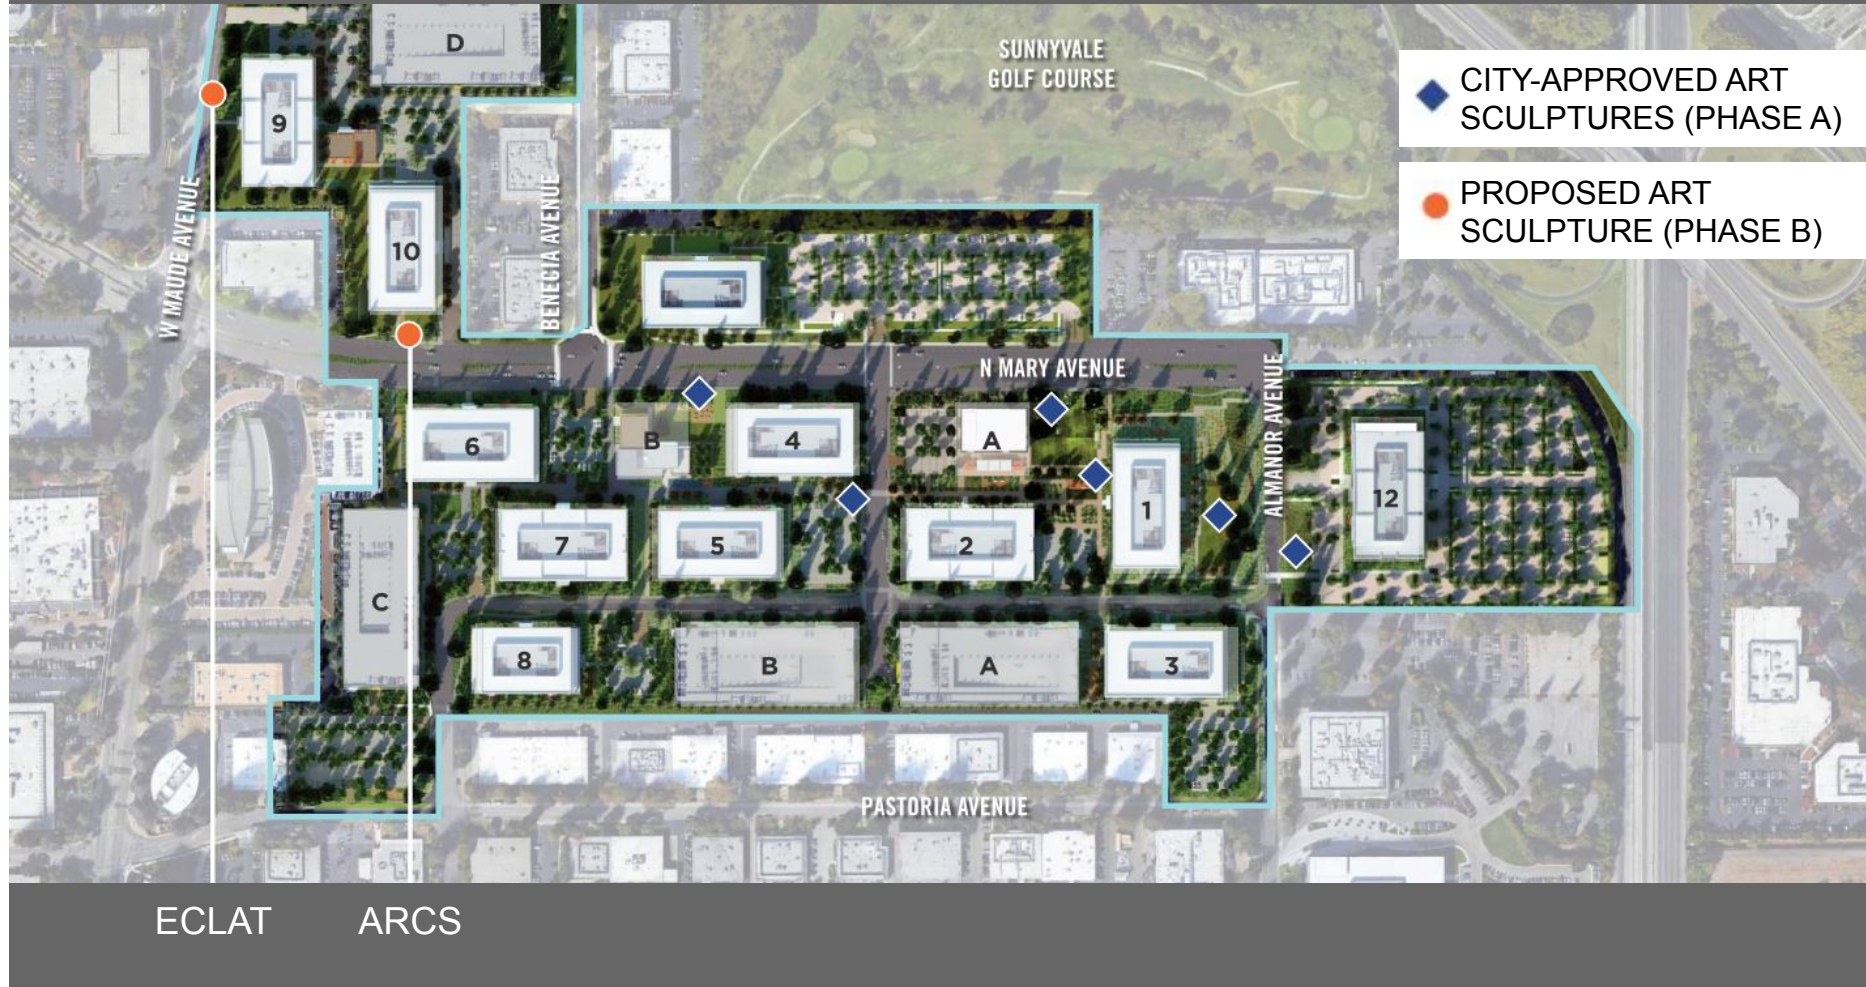 D
SUNNYVALE
GOLF COURSE
CITY-APPROVED ART
SCULPTURES (PHASE A)
9
PROPOSED ART
SCULPTURE (PHASE B)
W MAUDE AVENUE
10
BENECIA AVENUE
N MARY AVENUE
ALMANOR AVENUE
6
B
4
A
12
1
7
5
2
C
8
B
A
3
PASTORIA AVENUE
ECLAT
ARCS